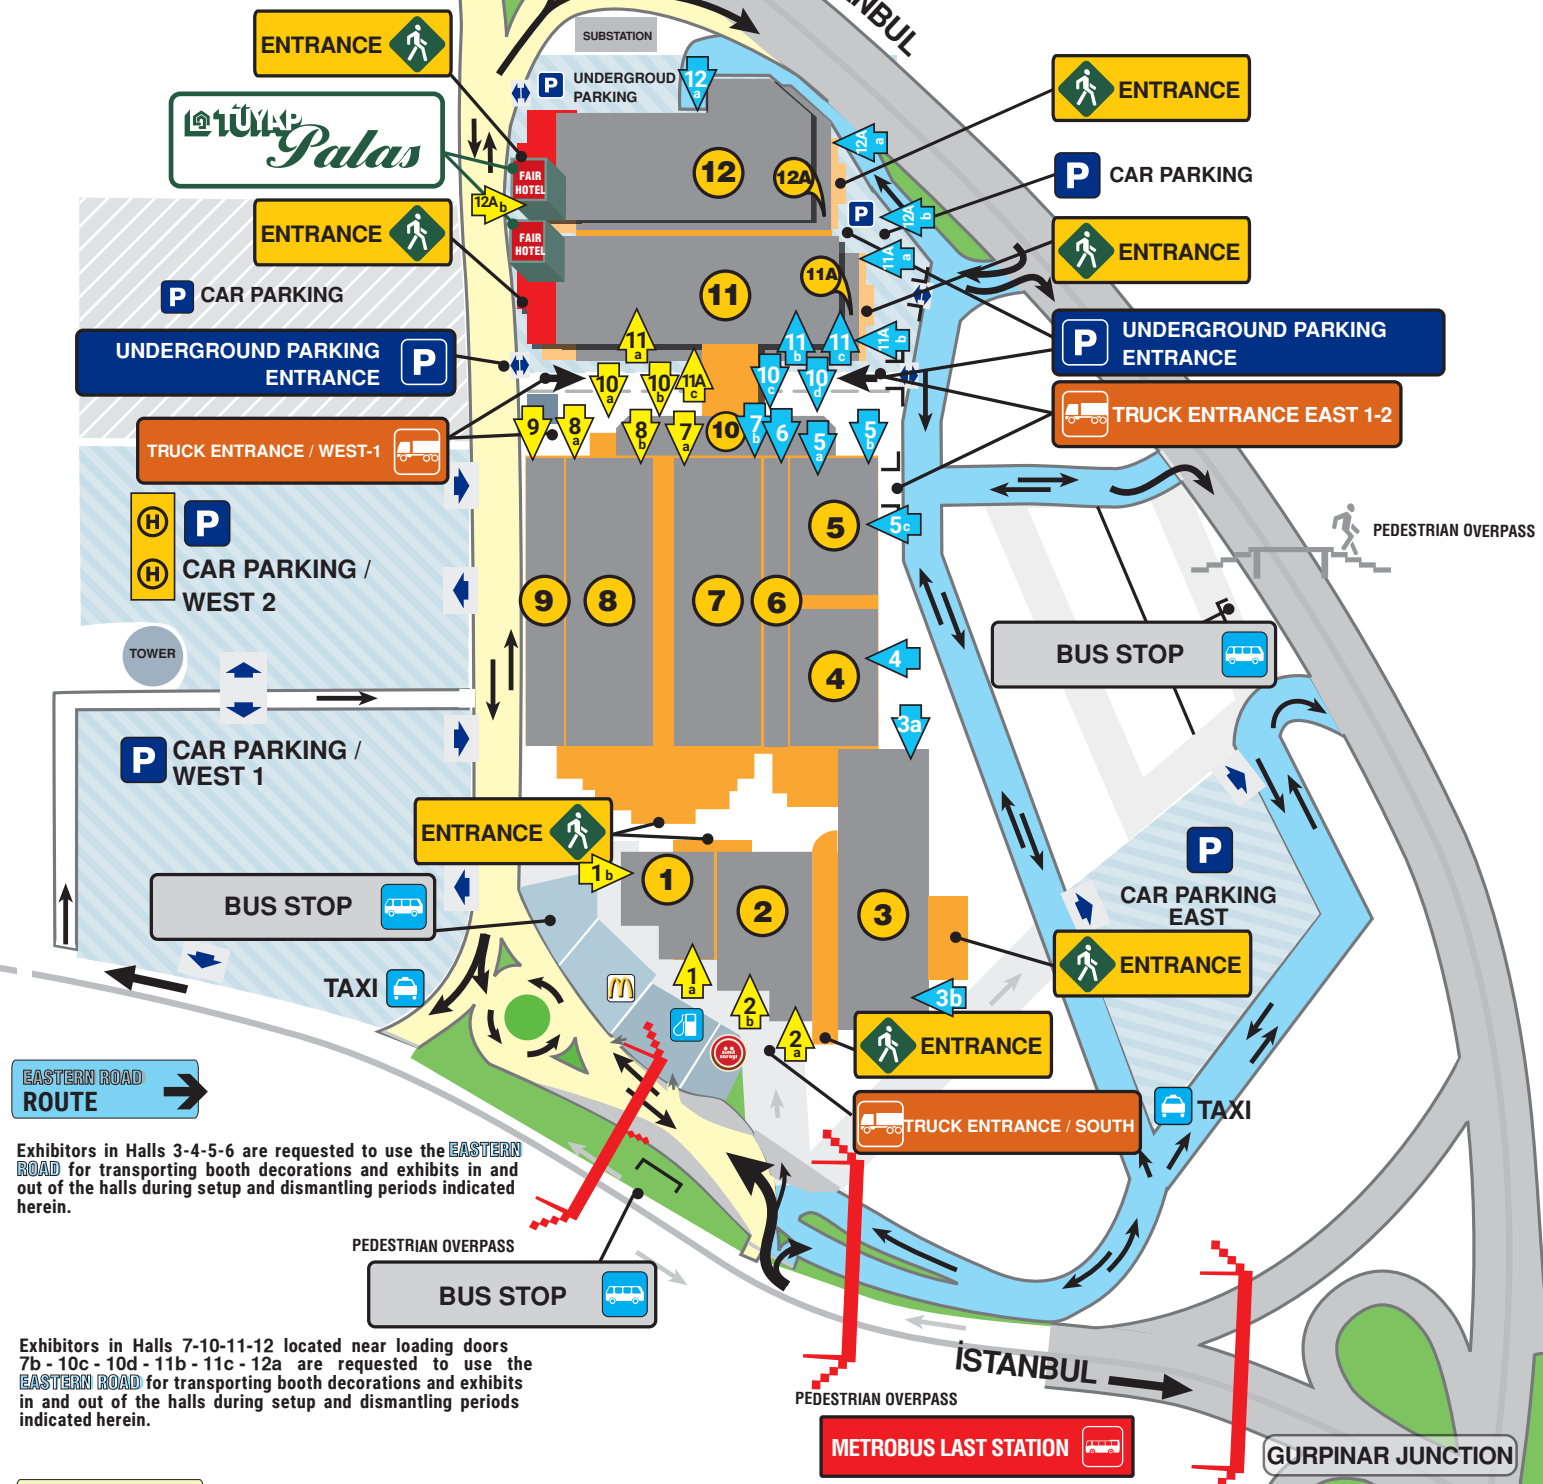 İSTANBUL
ENTRANCE
SUBSTATION
P
UNDERGROUD
PARKING
12
a
ENTRANCE
TÜYAP
Palas
12
12A
12A
a
P
CAR PARKING
FAIR
HOTEL
12A
b
P
12A
b
ENTRANCE
FAIR
HOTEL
11A
a
ENTRANCE
P
CAR PARKING
11
11A
UNDERGROUND PARKING
ENTRANCE
P
11
a
11
b
11
c
11A
b
P
UNDERGROUND PARKING
ENTRANCE
10
a
10
b
11A
c
10
c
10
d
TRUCK ENTRANCE / WEST-1
9
8
a
8
b
7
a
10
7
b
6
5
a
5
b
TRUCK ENTRANCE EAST 1-2
H
H
P
CAR PARKING /
WEST 2
5
5
c
PEDESTRIAN OVERPASS
9
8
7
6
TOWER
4
4
BUS STOP
3a
P
CAR PARKING /
WEST 1
ENTRANCE
P
CAR PARKING
EAST
1
b
1
2
3
BUS STOP
ENTRANCE
TAXI
1
a
2
b
2
a
3b
simit
sarayı
ENTRANCE
EASTERN ROAD
ROUTE
TRUCK ENTRANCE / SOUTH
TAXI
Exhibitors in Halls 3-4-5-6 are requested to use the EASTERN
ROAD for transporting booth decorations and exhibits in and
out of the halls during setup and dismantling periods indicated
herein.
PEDESTRIAN OVERPASS
BUS STOP
Exhibitors in Halls 7-10-11-12 located near loading doors
7b - 10c - 10d - 11b - 11c - 12a are requested to use the
EASTERN ROAD for transporting booth decorations and exhibits
in and out of the halls during setup and dismantling periods
indicated herein.
İSTANBUL
PEDESTRIAN OVERPASS
METROBUS LAST STATION
GURPINAR JUNCTION